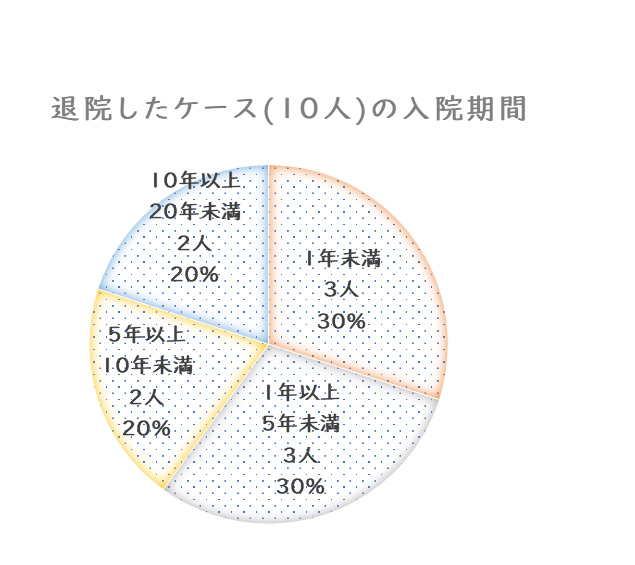 退院したケース(10人)の入院期間
1年未満
3人
30%
1年以上
5年未満
3人
30%
5年以上
10年未満
2人
20%
10年以上
20年未満
2人
20%